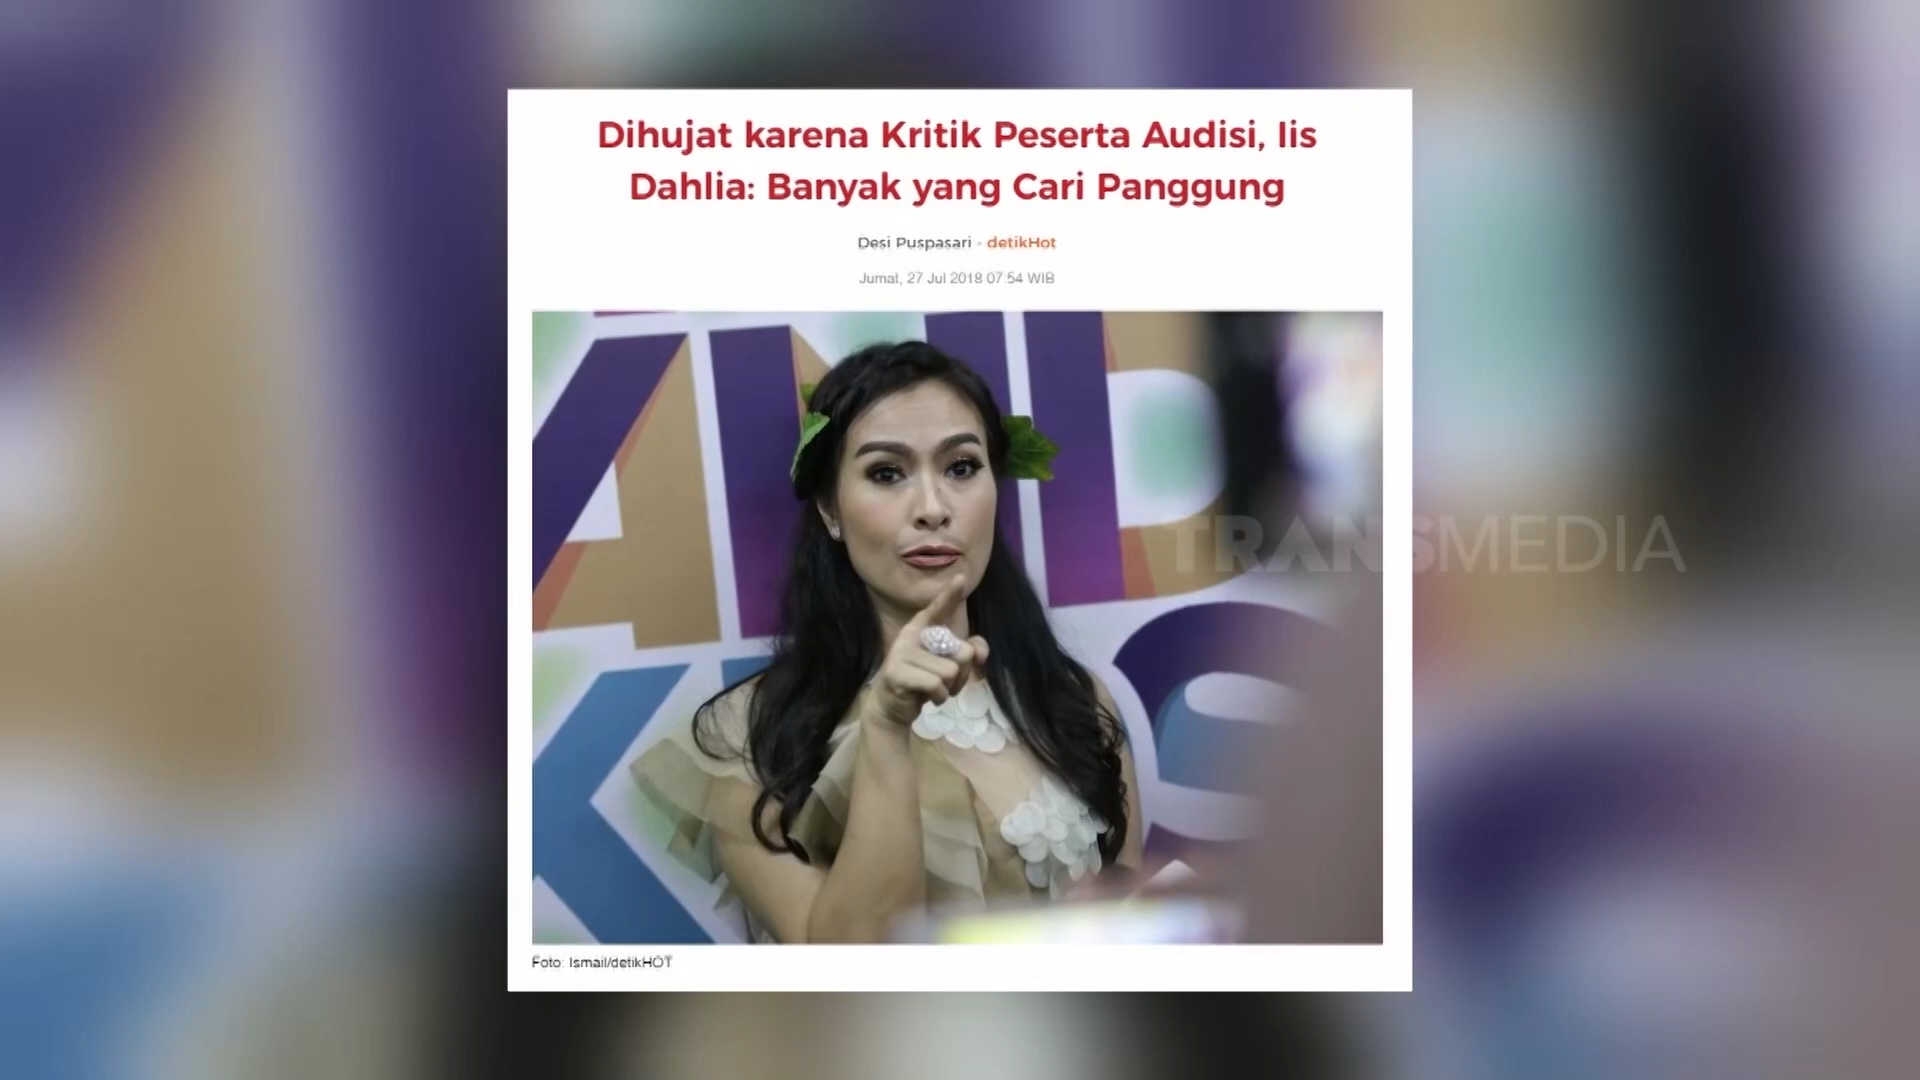 Dihujat karena Kritik Peserta Audisi, Iis
Dahlia: Banyak yang Cari Panggung
Desi Puspasari - detikHot
Jumat, 27 Jul 2018 07:54 WIB
TRANSMEDIA
Foto: Ismail/detikHOT